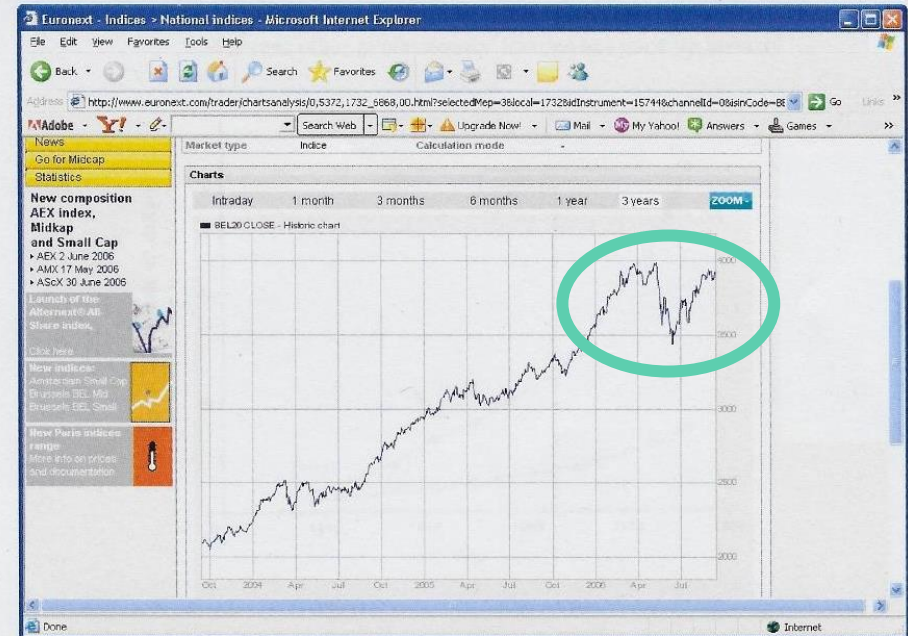 Euronext - Indices > National indices - Microsoft Internet Explorer
File Edit View Favorites Tools Help
Back Search Favorites
Address http://www.euronext.com/trader/chartsanalysis/0,5372,1732_6868,00.html?selectedMep=3&local=1732&idInstrument=15744&channelId=0&isinCode=BE Go Links »
Adobe Y! Search Web Upgrade Now! Mail My Yahoo! Answers Games »
News
Market type Indice Calculation mode -
Go for Midcap
Statistics
Charts
New composition
AEX index,
Midkap
and Small Cap
AEX 2 June 2006
AMX 17 May 2006
AScX 30 June 2006
Intraday 1 month 3 months 6 months 1 year 3 years ZOOM -
BEL20 CLOSE - Historic chart
Launch of the
Alternext® All
Share index,
Click here
New indices:
Amsterdam Small Cap
Brussels BEL Mid
Brussels BEL Small
New Paris indices
range
More info on prices
and documentation
4000
3500
3000
2500
2000
Oct 2004 Apr Jul Oct 2005 Apr Jul Oct 2006 Apr Jul
Done Internet